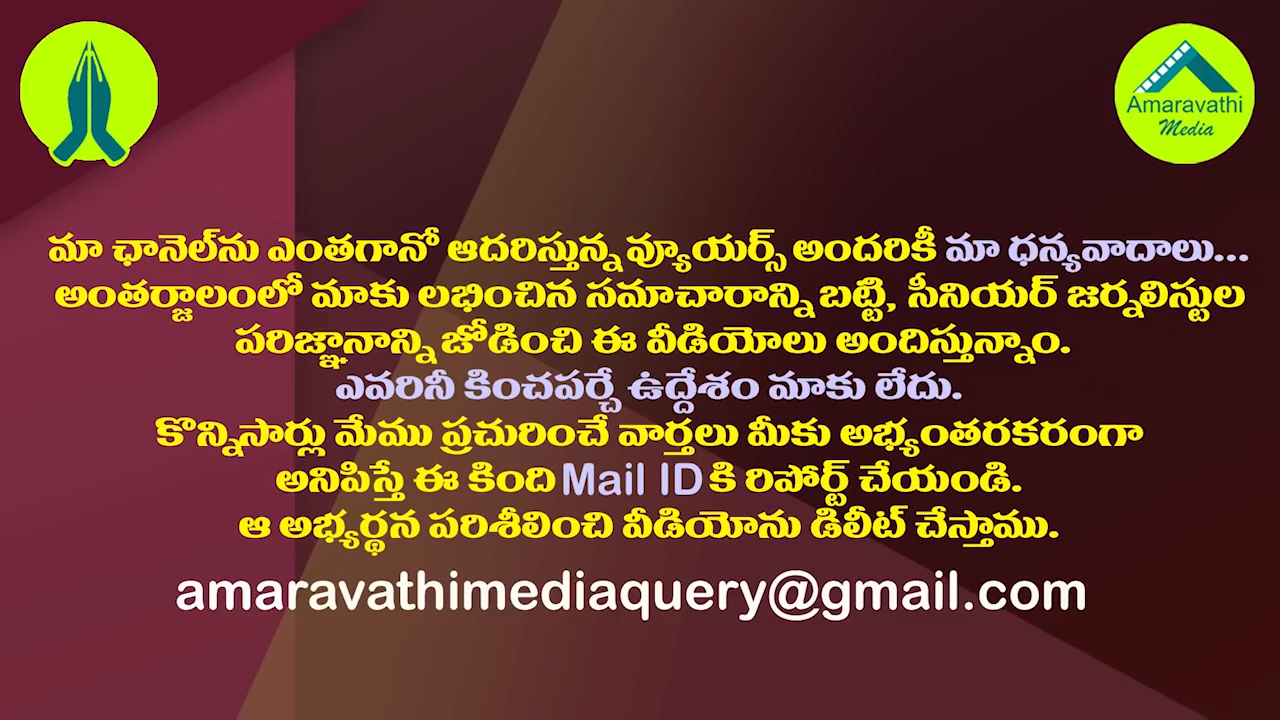 Amaravathi
Media
మా ఛానెల్‌ను ఎంతగానో ఆదరిస్తున్న వ్యూయర్స్ అందరికీ మా ధన్యవాదాలు...
అంతర్జాలంలో మాకు లభించిన సమాచారాన్ని బట్టి, సీనియర్ జర్నలిస్టుల
పరిజ్ఞానాన్ని జోడించి ఈ వీడియోలు అందిస్తున్నాం.
ఎవరినీ కించపర్చే ఉద్దేశం మాకు లేదు.
కొన్నిసార్లు మేము ప్రచురించే వార్తలు మీకు అభ్యంతరకరంగా
అనిపిస్తే ఈ కింది Mail ID కి రిపోర్ట్ చేయండి.
ఆ అభ్యర్థన పరిశీలించి వీడియోను డిలీట్ చేస్తాము.
amaravathimediaquery@gmail.com